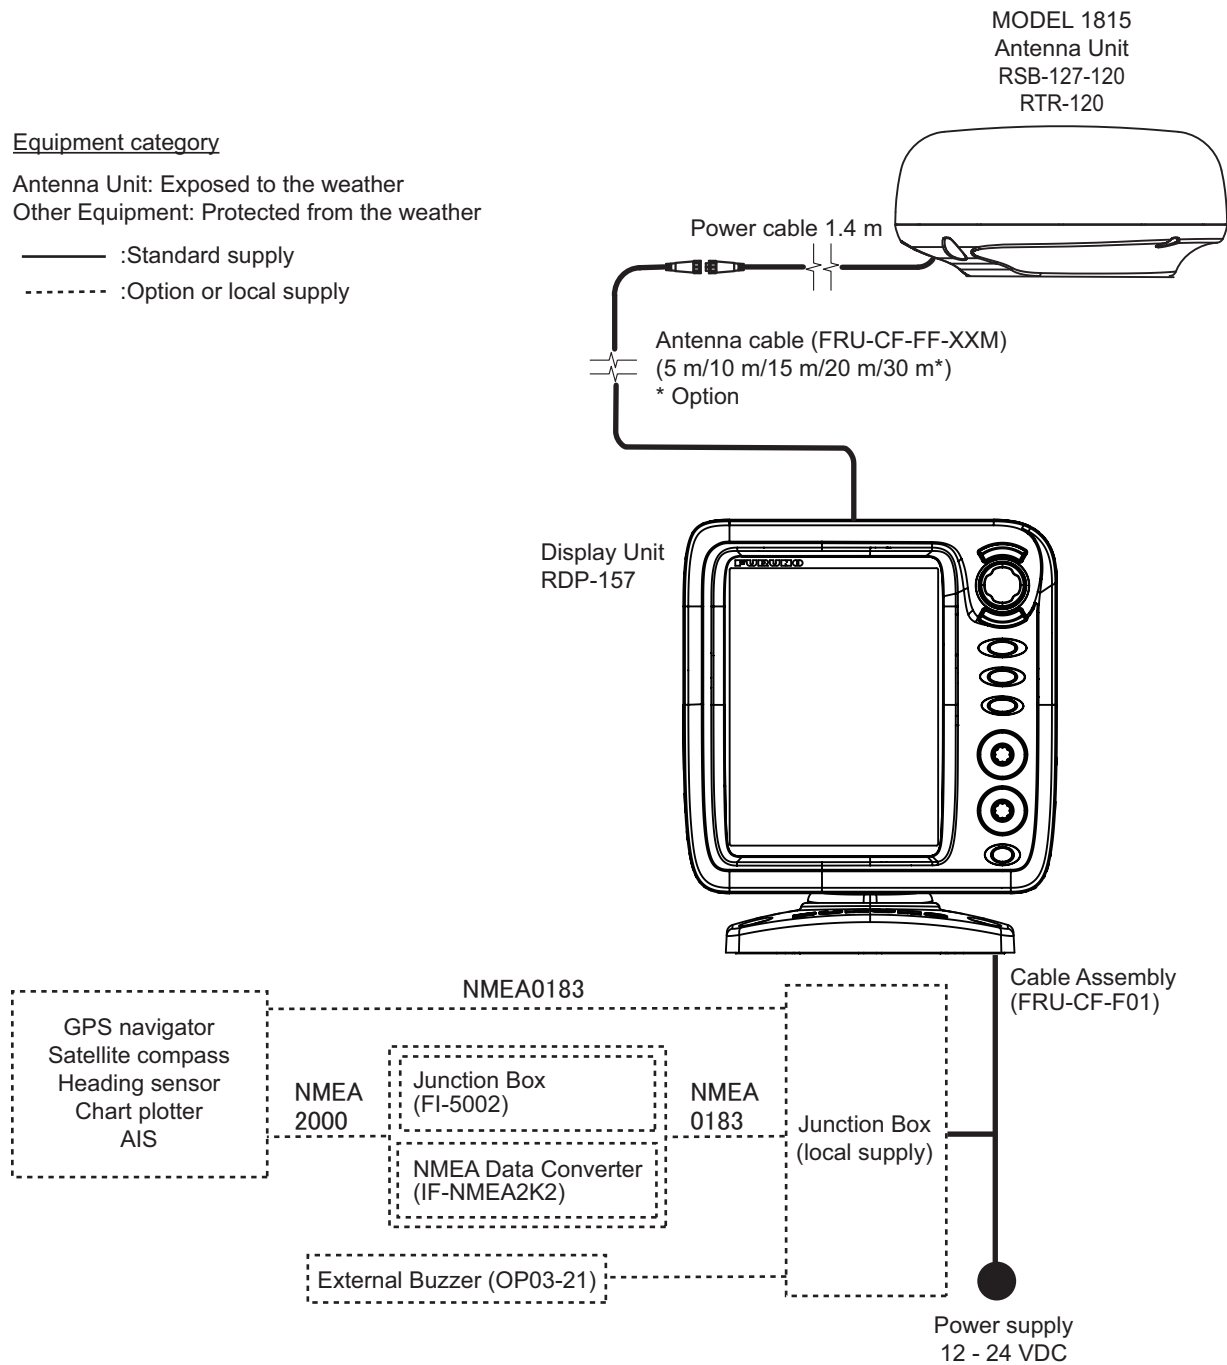 MODEL 1815
Antenna Unit
RSB-127-120
RTR-120
Equipment category
Antenna Unit: Exposed to the weather
Other Equipment: Protected from the weather
:Standard supply
:Option or local supply
Power cable 1.4 m
Antenna cable (FRU-CF-FF-XXM)
(5 m/10 m/15 m/20 m/30 m*)
* Option
Display Unit
RDP-157
FURUNO
Cable Assembly
(FRU-CF-F01)
NMEA0183
GPS navigator
Satellite compass
Heading sensor
Chart plotter
AIS
NMEA
2000
Junction Box
(FI-5002)
NMEA Data Converter
(IF-NMEA2K2)
NMEA
0183
Junction Box
(local supply)
External Buzzer (OP03-21)
Power supply
12 - 24 VDC